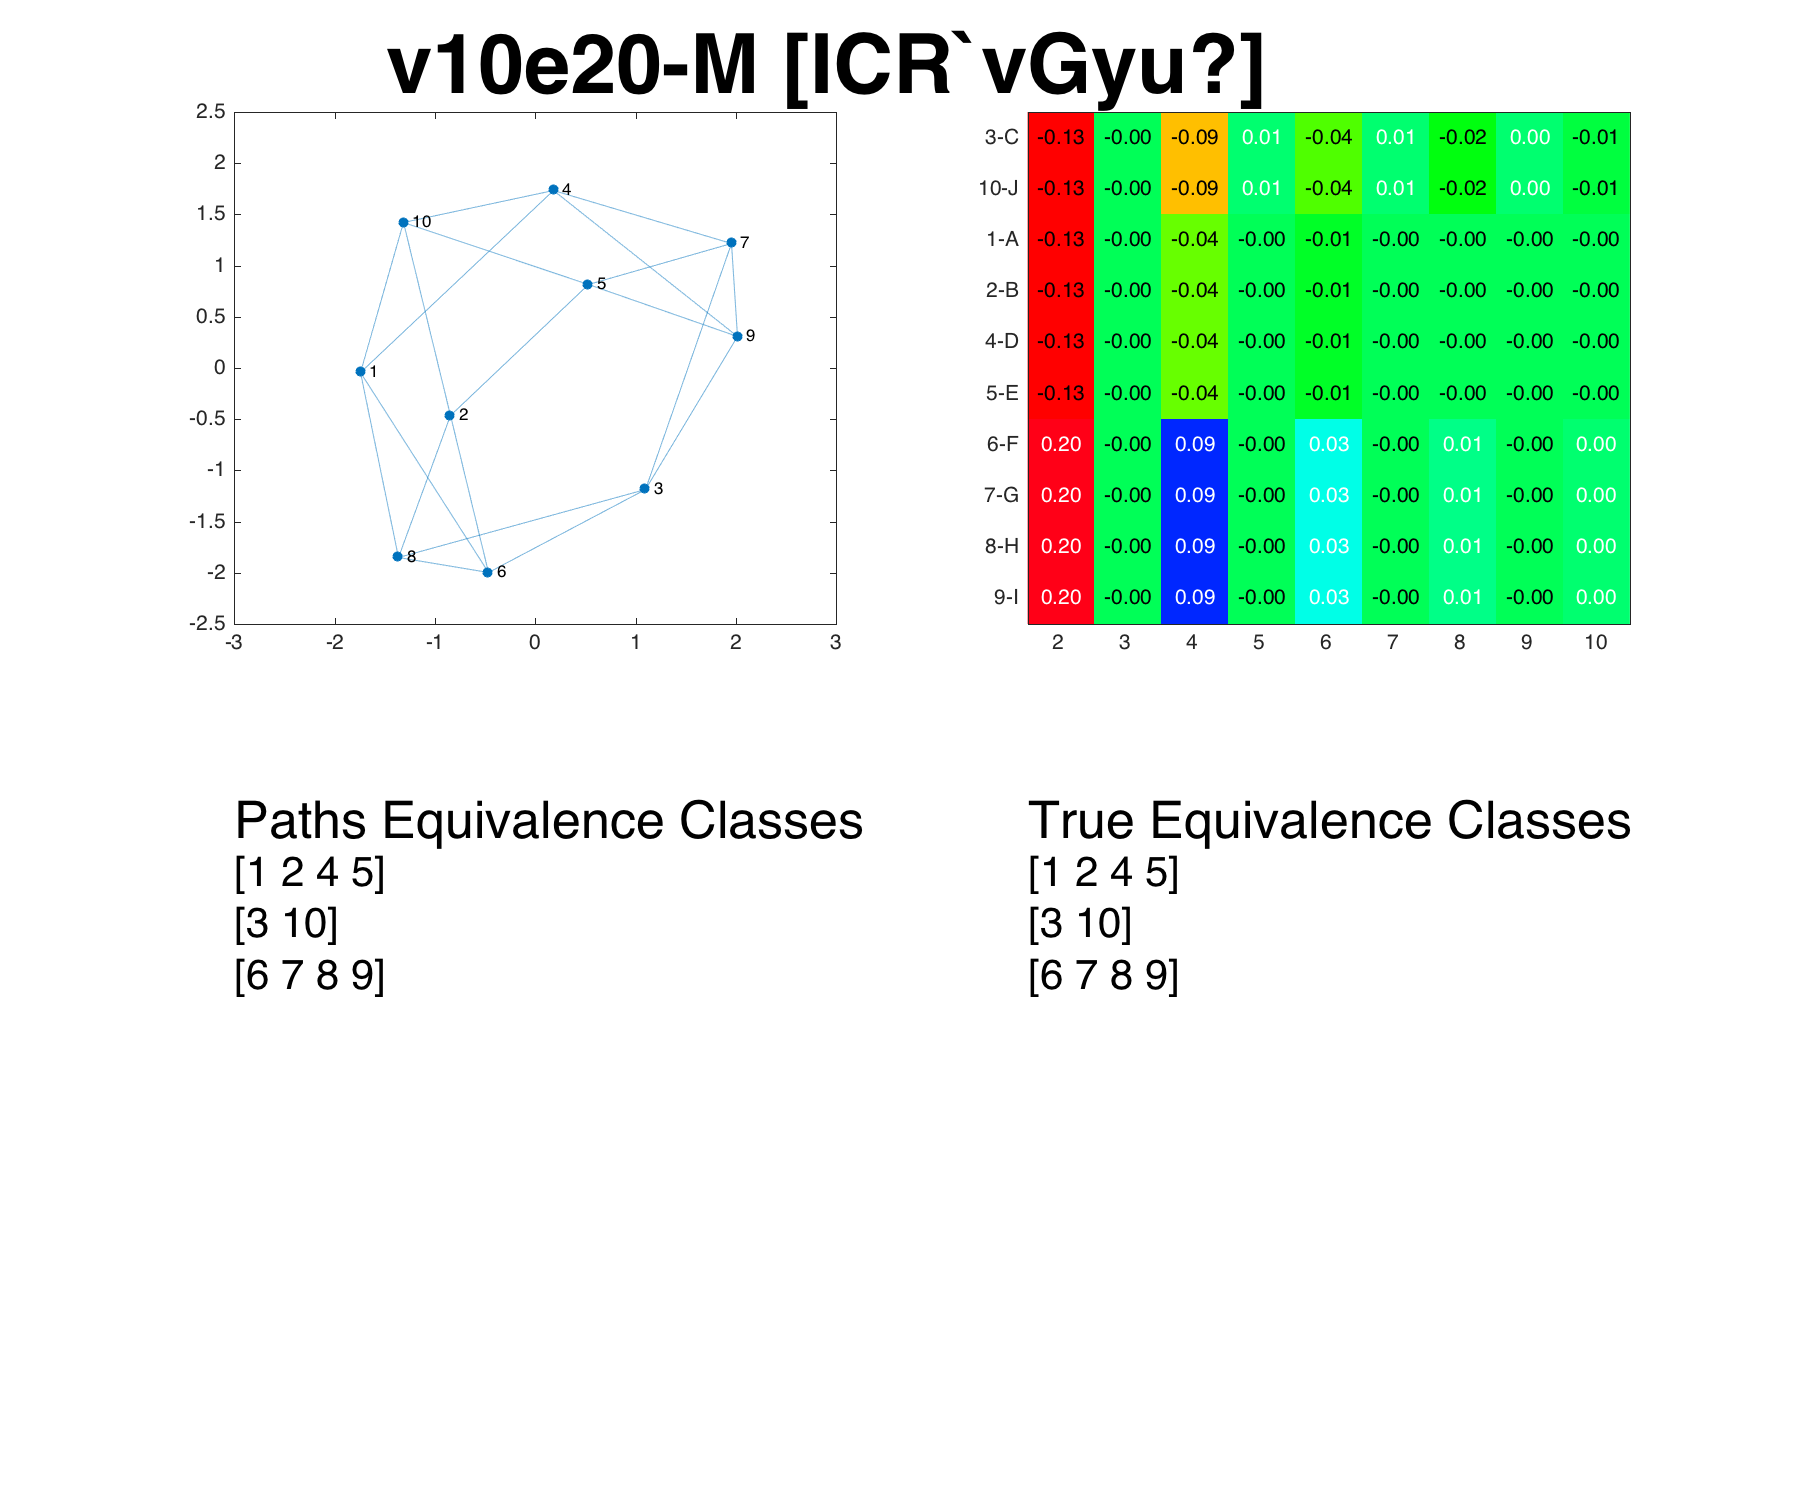 v10e20-M [ICR`vGyu?]
2.5
2
1.5
1
0.5
0
-0.5
-1
-1.5
-2
-2.5
-3 -2 -1 0 1 2 3
4
10
7
5
9
1
2
3
8
6
3-C -0.13 -0.00 -0.09 0.01 -0.04 0.01 -0.02 0.00 -0.01
10-J -0.13 -0.00 -0.09 0.01 -0.04 0.01 -0.02 0.00 -0.01
1-A -0.13 -0.00 -0.04 -0.00 -0.01 -0.00 -0.00 -0.00 -0.00
2-B -0.13 -0.00 -0.04 -0.00 -0.01 -0.00 -0.00 -0.00 -0.00
4-D -0.13 -0.00 -0.04 -0.00 -0.01 -0.00 -0.00 -0.00 -0.00
5-E -0.13 -0.00 -0.04 -0.00 -0.01 -0.00 -0.00 -0.00 -0.00
6-F 0.20 -0.00 0.09 -0.00 0.03 -0.00 0.01 -0.00 0.00
7-G 0.20 -0.00 0.09 -0.00 0.03 -0.00 0.01 -0.00 0.00
8-H 0.20 -0.00 0.09 -0.00 0.03 -0.00 0.01 -0.00 0.00
9-I 0.20 -0.00 0.09 -0.00 0.03 -0.00 0.01 -0.00 0.00
2 3 4 5 6 7 8 9 10
Paths Equivalence Classes
[1 2 4 5]
[3 10]
[6 7 8 9]
True Equivalence Classes
[1 2 4 5]
[3 10]
[6 7 8 9]